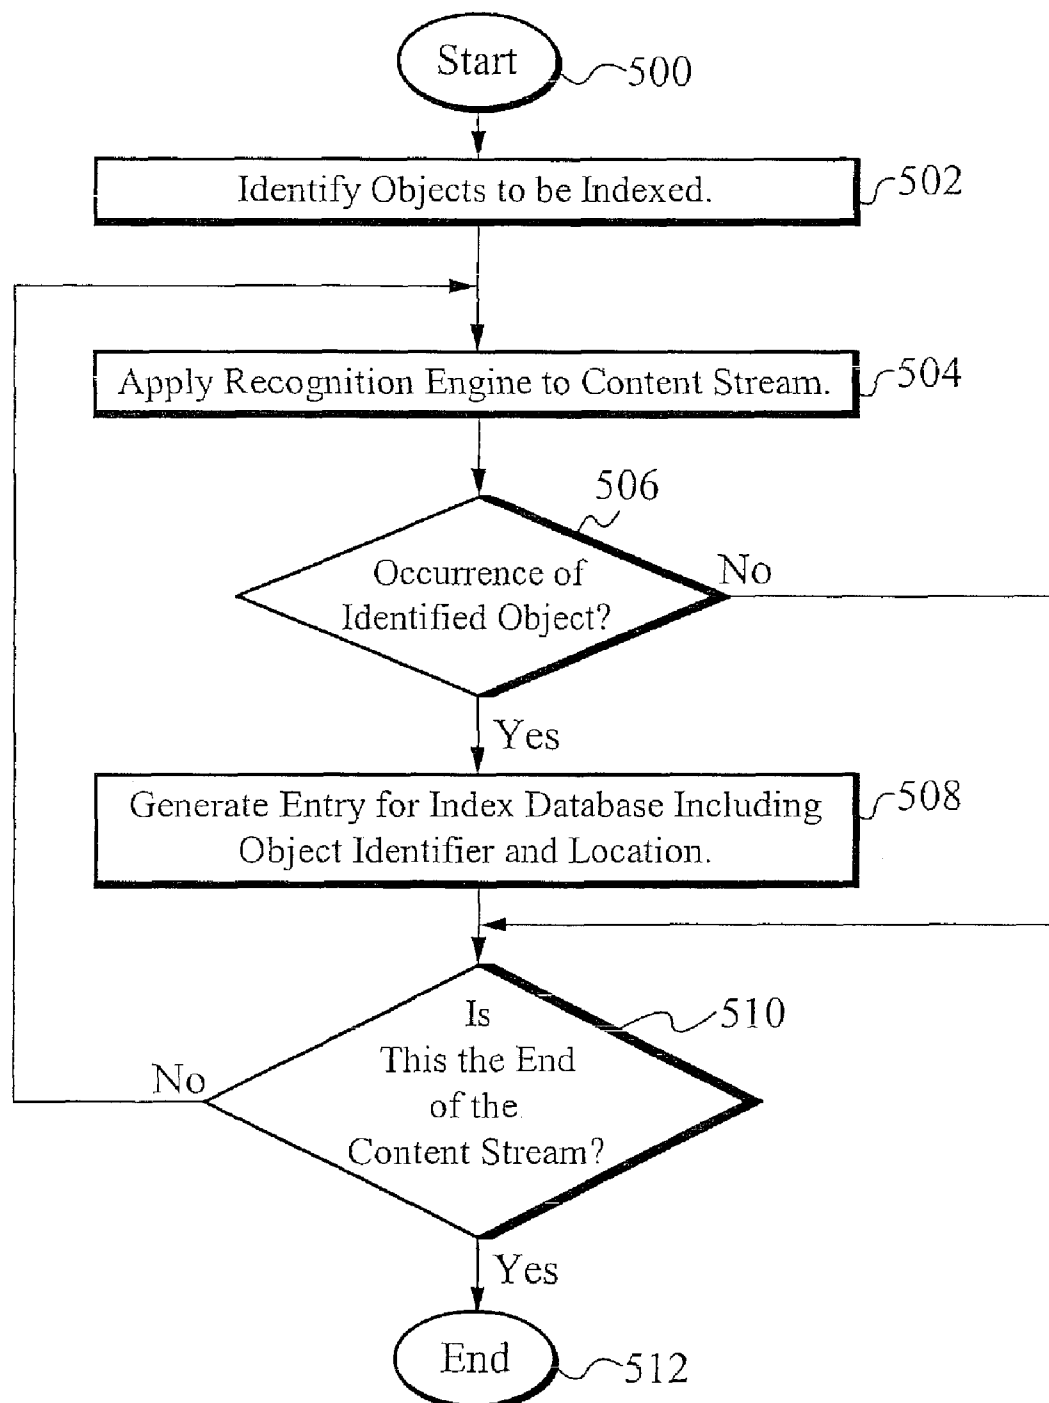 Start
500
Identify Objects to be Indexed.
502
Apply Recognition Engine to Content Stream.
504
506
Occurrence of
Identified Object?
No
Yes
Generate Entry for Index Database Including
Object Identifier and Location.
508
Is
This the End
of the
Content Stream?
510
No
Yes
End
512